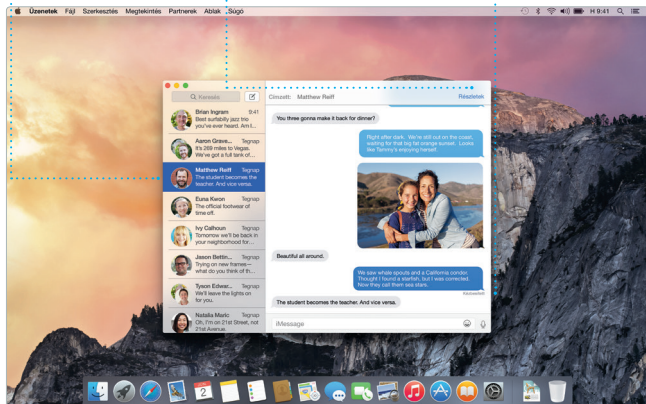 Üzenetek Fájl Szerkesztés Megtekintés Partnerek Ablak Súgó
H 9:41
Keresés
Címzett: Matthew Reiff
Részletek
Brian Ingram 9:41
Best surfabilly jazz trio
you've ever heard. Am I...
Aaron Grave... Tegnap
It's 269 miles to Vegas.
We've got a full tank of...
Matthew Reiff Tegnap
The student becomes the
teacher. And vice versa.
Euna Kwon Tegnap
The official footwear of
time off.
Ivy Calhoun Tegnap
Tomorrow we'll be back in
your neighborhood for...
Jason Bettin... Tegnap
Trying on new frames—
what do you think of th...
Tyson Edwar... Tegnap
We'll leave the lights on
for you.
Natalia Maric Tegnap
Oh, I'm on 21st Street, not
21st Avenue.
You three gonna make it back for dinner?
Right after dark. We're still out on the coast,
waiting for that big fat orange sunset. Looks
like Tammy's enjoying herself.
Beautiful all around.
We saw whale spouts and a California condor.
Thought I found a starfish, but I was corrected.
Now they call them sea stars.
Kézbesített
The student becomes the teacher. And vice versa.
iMessage
2